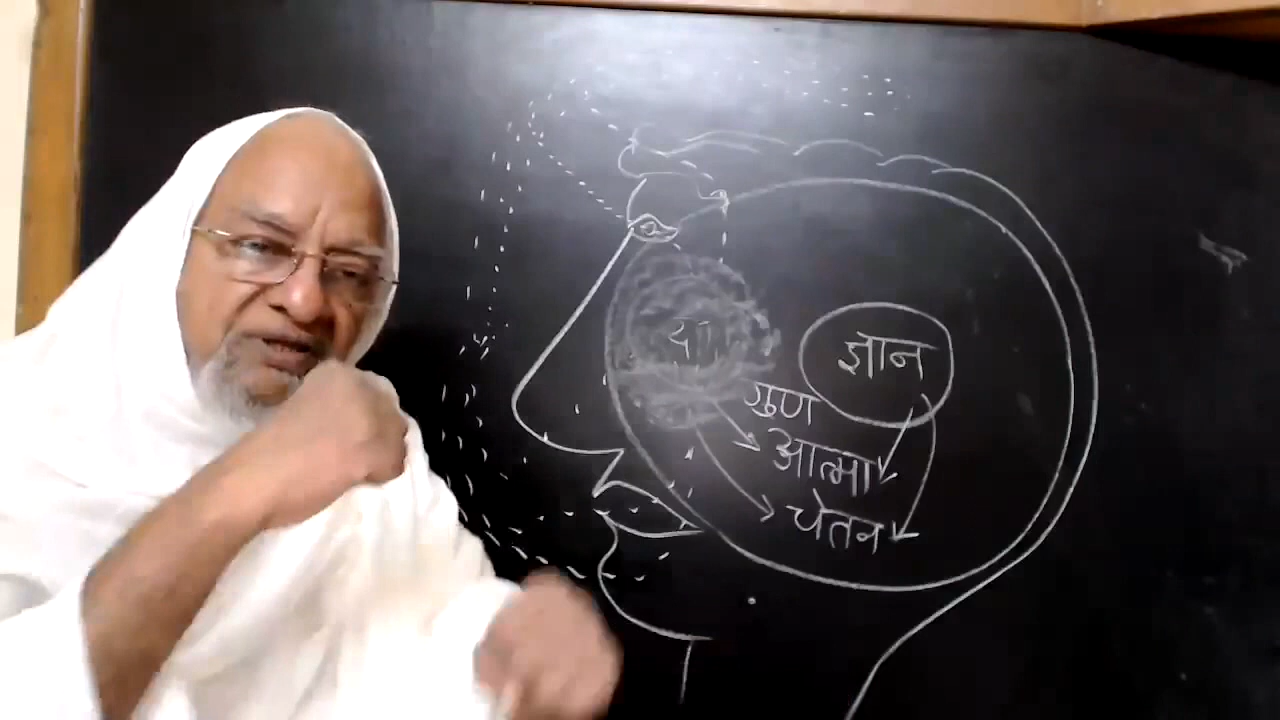 ज्ञान
गुण
आत्मा
चेतन